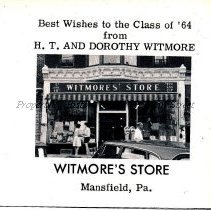 Best Wishes to the Class of '64
from
H. T. AND DOROTHY WITMORE
WITMORES' STORE
WITMORE'S STORE
Mansfield, Pa.